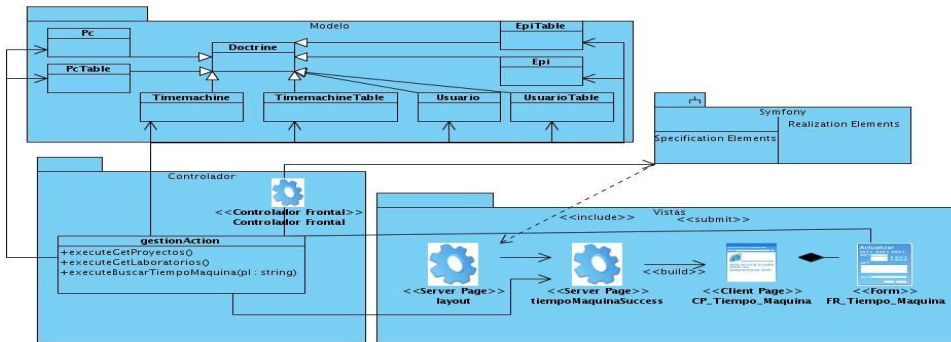 Modelo
Pc
PcTable
Doctrine
EpiTable
Epi
Timemachine
TimemachineTable
Usuario
UsuarioTable
Symfony
Specification Elements
Realization Elements
Controlador
<<Controlador Frontal>>
Controlador Frontal
gestionAction
+executeGetProyectos()
+executeGetLaboratorios()
+executeBuscarTiempoMaquina(pl : string)
Vistas
<<include>>
<<submit>>
<<build>>
<<Server Page>>
layout
<<Server Page>>
tiempoMaquinaSuccess
<<Client Page>>
CP_Tiempo_Maquina
Actualizar
<<Form>>
FR_Tiempo_Maquina